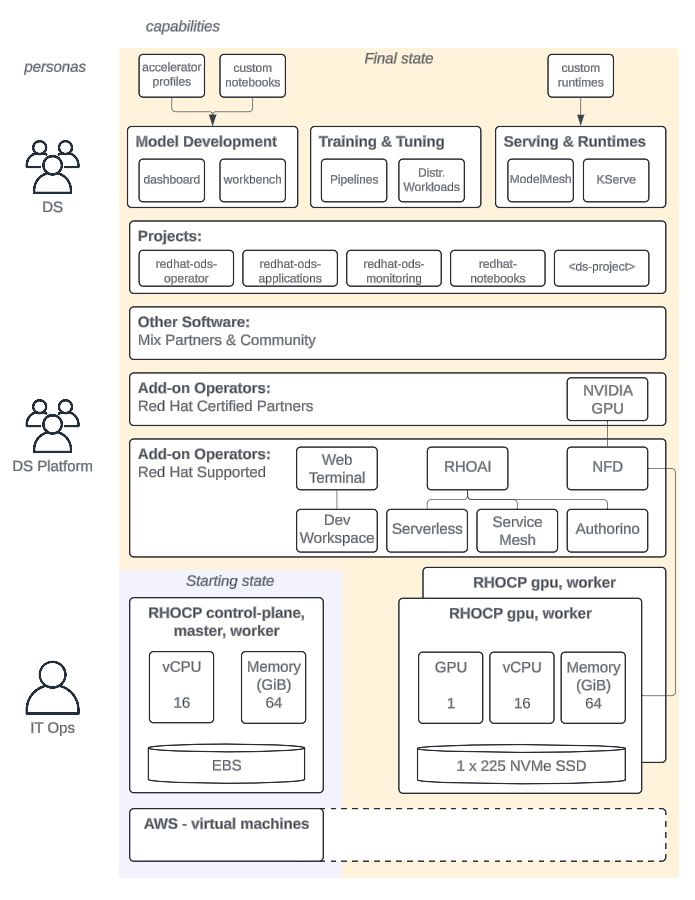 capabilities
personas
Final state
accelerator
profiles
custom
notebooks
custom
runtimes
DS
Model Development
dashboard
workbench
Training & Tuning
Pipelines
Distr.
Workloads
Serving & Runtimes
ModelMesh
KServe
Projects:
redhat-ods-
operator
redhat-ods-
applications
redhat-ods-
monitoring
redhat-
notebooks
<ds-project>
Other Software:
Mix Partners & Community
DS Platform
Add-on Operators:
Red Hat Certified Partners
NVIDIA
GPU
Add-on Operators:
Red Hat Supported
Web
Terminal
RHOAI
NFD
Dev
Workspace
Serverless
Service
Mesh
Authorino
Starting state
RHOCP control-plane,
master, worker
vCPU
16
Memory
(GiB)
64
EBS
RHOCP gpu, worker
RHOCP gpu, worker
GPU
1
vCPU
16
Memory
(GiB)
64
1 x 225 NVMe SSD
IT Ops
AWS - virtual machines